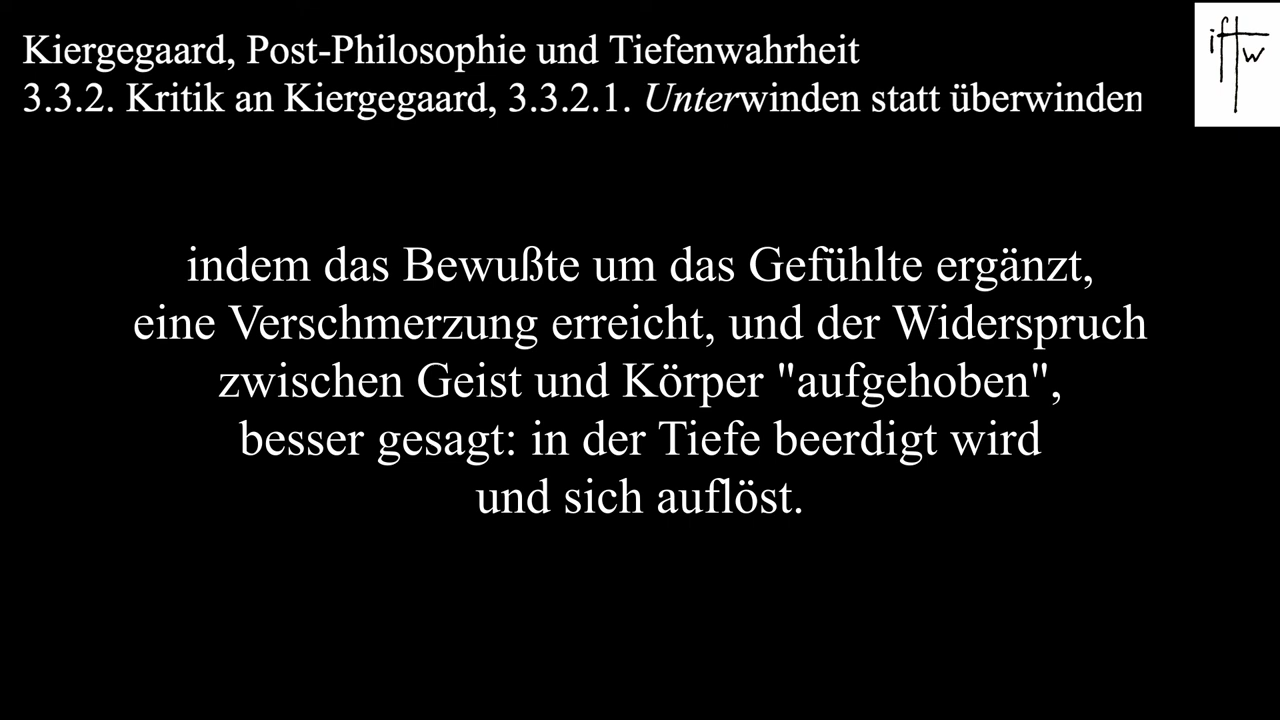 Kiergegaard, Post-Philosophie und Tiefenwahrheit
3.3.2. Kritik an Kiergegaard, 3.3.2.1. Unterwinden statt überwinden
iftw
indem das Bewußte um das Gefühlte ergänzt,
eine Verschmerzung erreicht, und der Widerspruch
zwischen Geist und Körper "aufgehoben",
besser gesagt: in der Tiefe beerdigt wird
und sich auflöst.